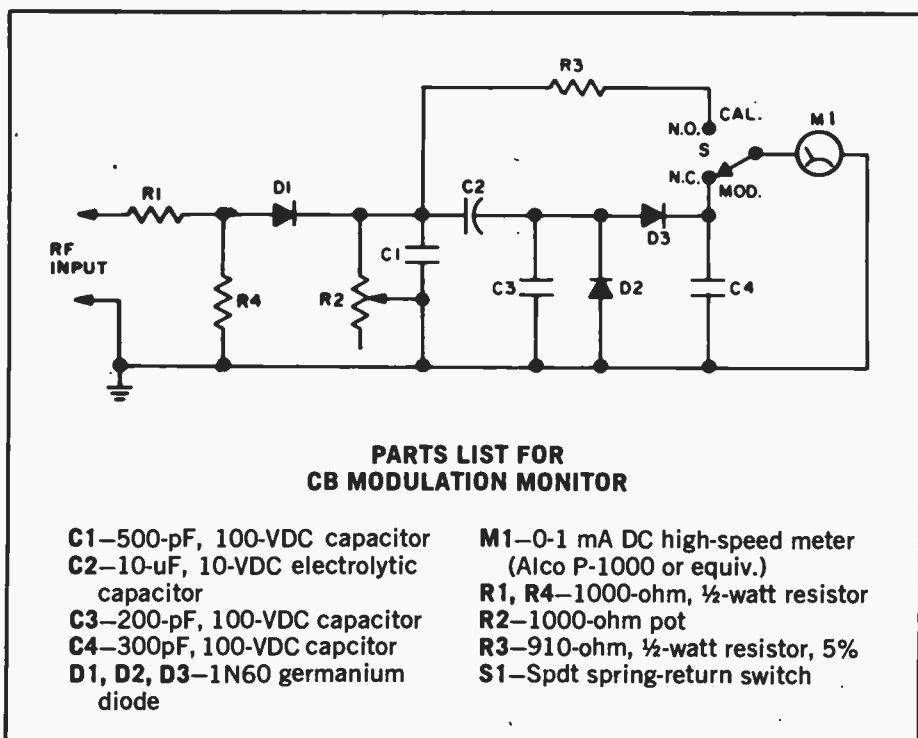 R3
CAL.
N.O.
M1
S
N.C.
MOD.
R1
D1
C2
D3
RF
INPUT
C1
R4
R2
C3
D2
C4
PARTS LIST FOR
CB MODULATION MONITOR
C1—500-pF, 100-VDC capacitor
C2—10-uF, 10-VDC electrolytic
capacitor
C3—200-pF, 100-VDC capacitor
C4—300pF, 100-VDC capcitor
D1, D2, D3—1N60 germanium
diode
M1—0-1 mA DC high-speed meter
(Alco P-1000 or equiv.)
R1, R4—1000-ohm, ½-watt resistor
R2—1000-ohm pot
R3—910-ohm, ½-watt resistor, 5%
S1—Spdt spring-return switch